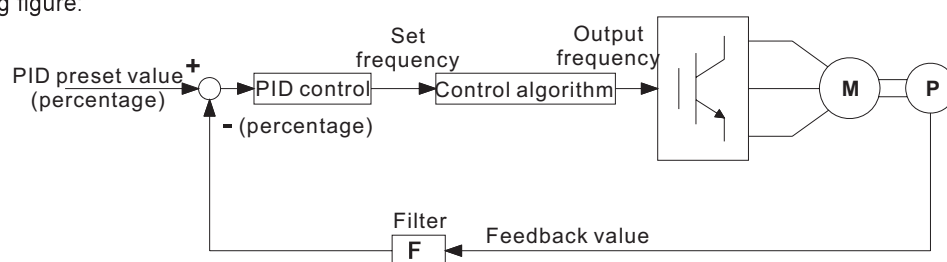 g figure.
Set
frequency
Output
frequency
PID preset value
(percentage)
+
PID control
Control algorithm
M
P
- (percentage)
Filter
F
Feedback value